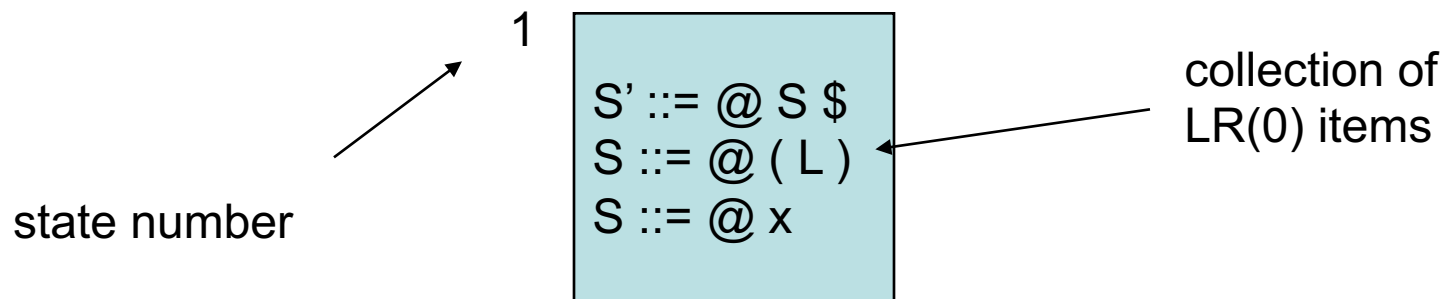 1
S’ ::= @ S $
S ::= @ ( L )
S ::= @ x
collection of
LR(0) items
state number